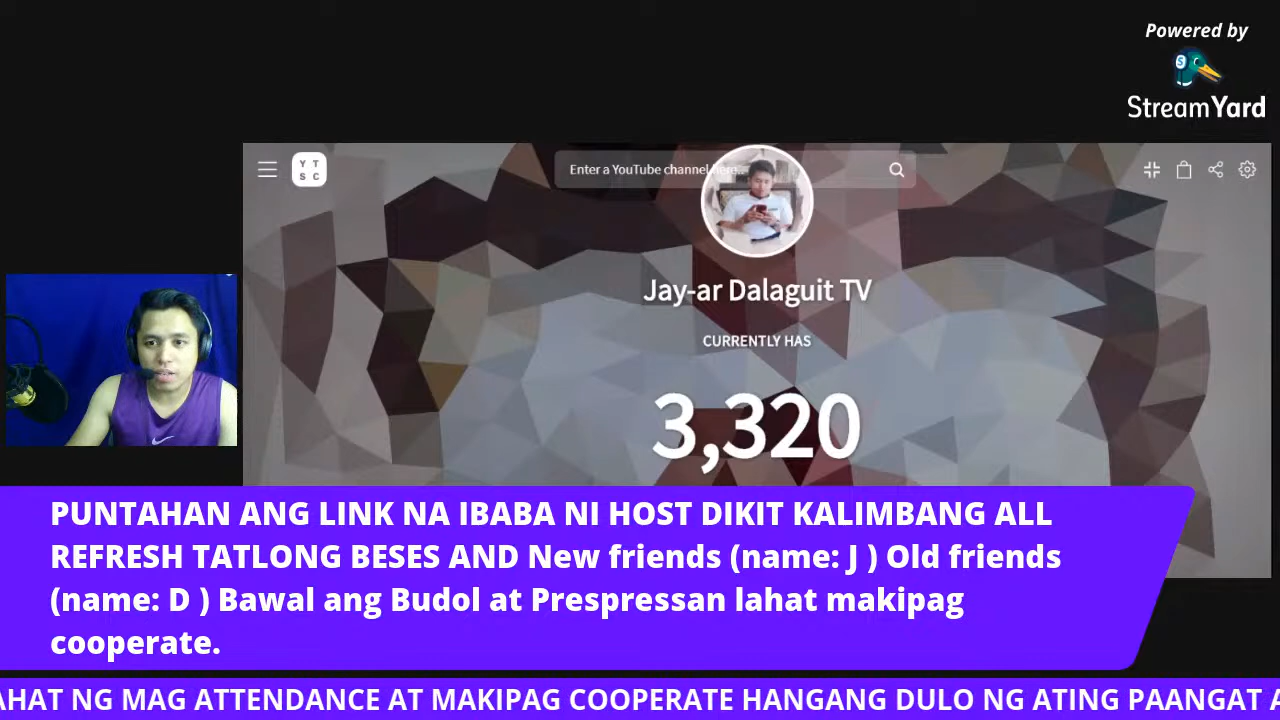 Powered by
StreamYard
Y T
S C
Enter a YouTube channel here...
Jay-ar Dalaguit TV
CURRENTLY HAS
3,320
PUNTAHAN ANG LINK NA IBABA NI HOST DIKIT KALIMBANG ALL
REFRESH TATLONG BESES AND New friends (name: J ) Old friends
(name: D ) Bawal ang Budol at Prespressan lahat makipag
cooperate.
AHAT NG MAG ATTENDANCE AT MAKIPAG COOPERATE HANGANG DULO NG ATING PAANGAT A